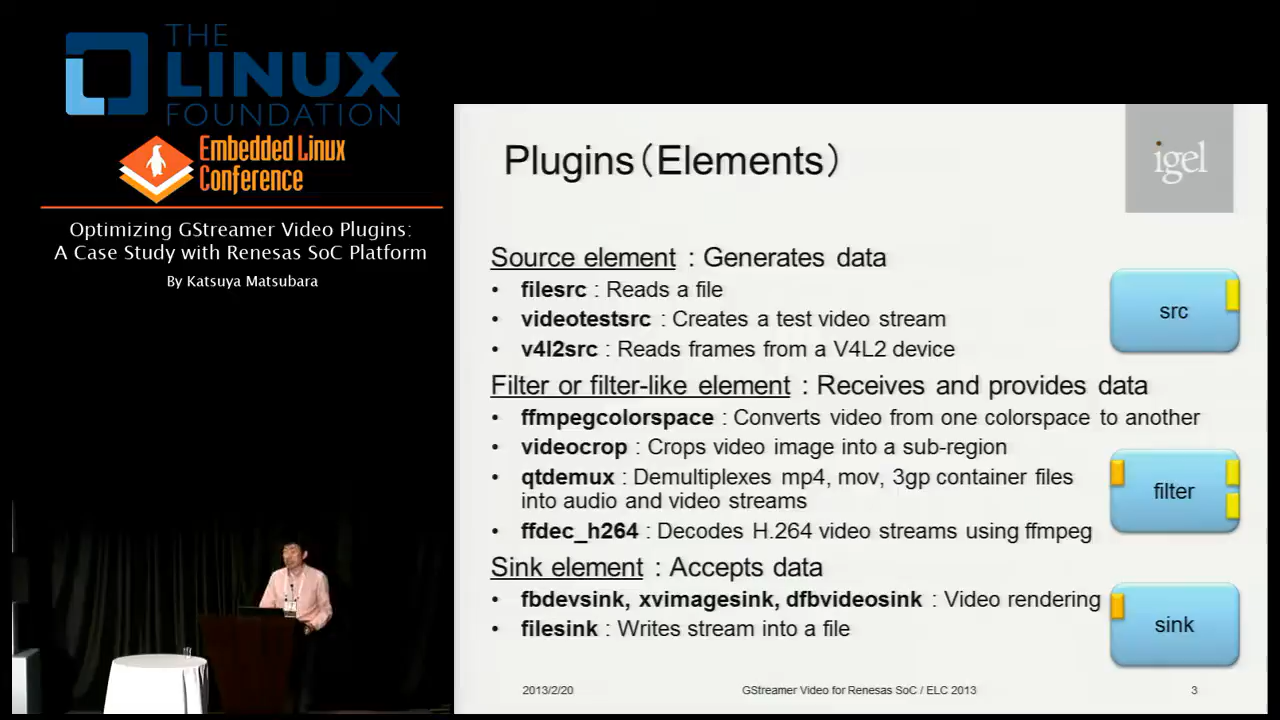 THE
LINUX
FOUNDATION
Embedded Linux
Conference
Optimizing GStreamer Video Plugins:
A Case Study with Renesas SoC Platform
By Katsuya Matsubara
Plugins（Elements）
igel
Source element : Generates data
• filesrc : Reads a file
• videotestsrc : Creates a test video stream
• v4l2src : Reads frames from a V4L2 device
src
Filter or filter-like element : Receives and provides data
• ffmpegcolorspace : Converts video from one colorspace to another
• videocrop : Crops video image into a sub-region
• qtdemux : Demultiplexes mp4, mov, 3gp container files
into audio and video streams
• ffdec_h264 : Decodes H.264 video streams using ffmpeg
filter
Sink element : Accepts data
• fbdevsink, xvimagesink, dfbvideosink : Video rendering
• filesink : Writes stream into a file
sink
2013/2/20
GStreamer Video for Renesas SoC / ELC 2013
3